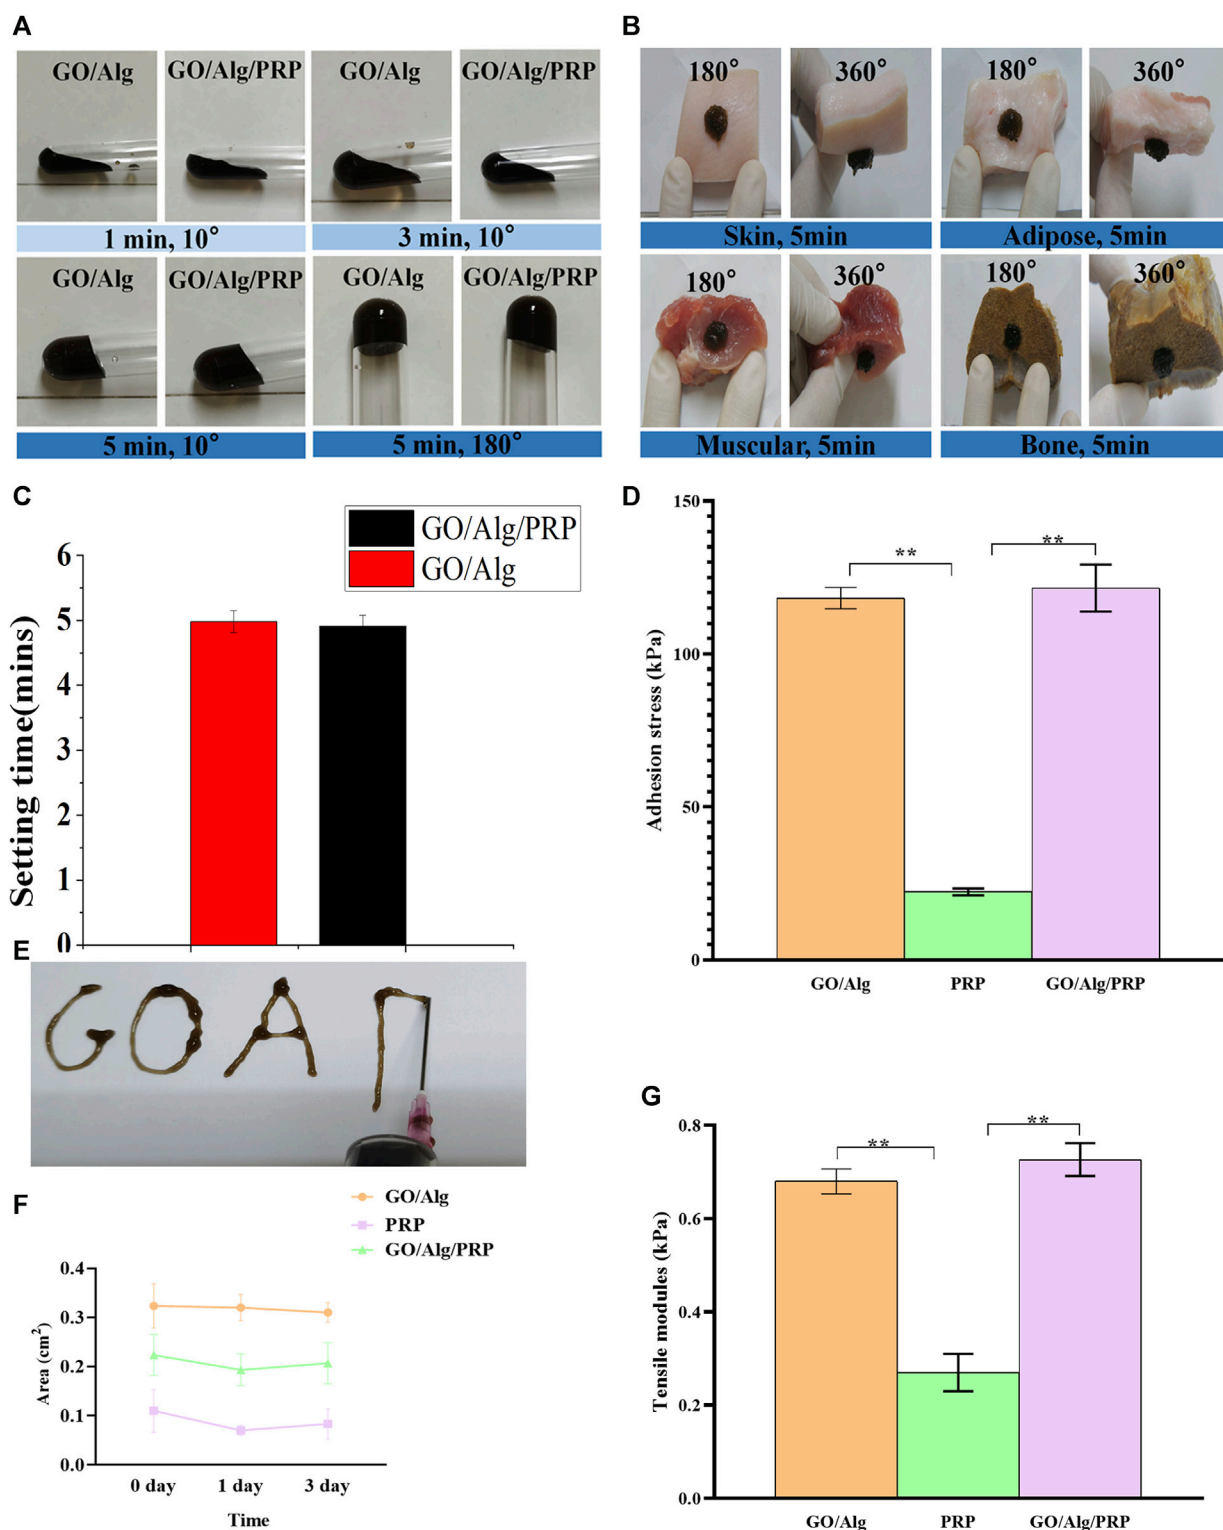 A
GO/Alg GO/Alg/PRP GO/Alg GO/Alg/PRP
1 min, 10° 3 min, 10°
GO/Alg GO/Alg/PRP GO/Alg GO/Alg/PRP
5 min, 10° 5 min, 180°
B
180° 360° 180° 360°
Skin, 5min Adipose, 5min
180° 360° 180° 360°
Muscular, 5min Bone, 5min
C
GO/Alg/PRP
GO/Alg
Setting time(mins)
6
5
4
3
2
1
0
D
Adhesion stress (kPa)
150
100
50
0
** **
GO/Alg PRP GO/Alg/PRP
E
GOA
F
GO/Alg
PRP
GO/Alg/PRP
Area (cm²)
0.4
0.3
0.2
0.1
0.0
0 day 1 day 3 day
Time
G
Tensile modules (kPa)
0.8
0.6
0.4
0.2
0.0
** **
GO/Alg PRP GO/Alg/PRP